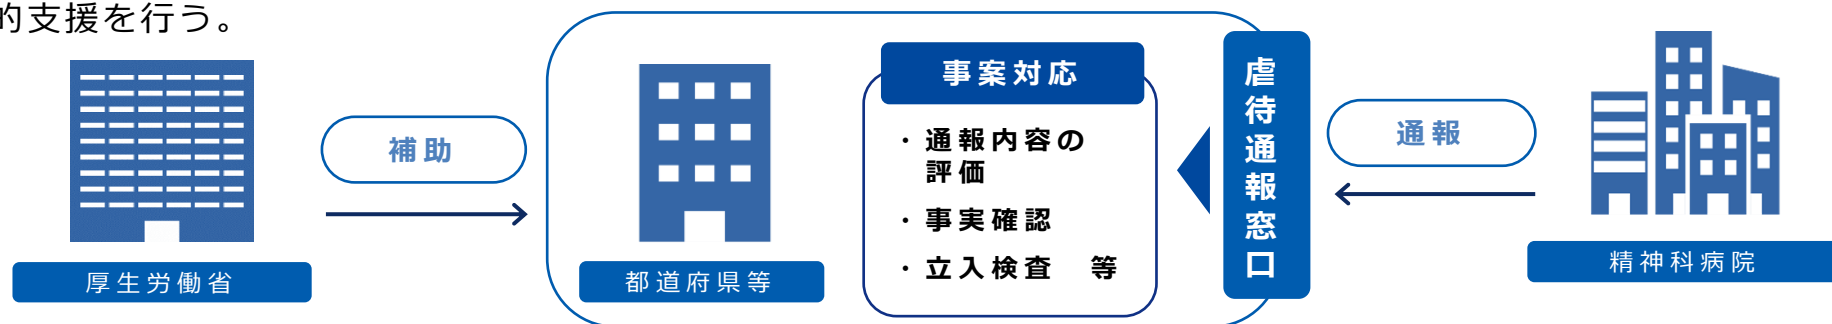 的支援を行う。
厚生労働省
補助
都道府県等
事案対応
・通報内容の
評価
・事実確認
・立入検査　等
虐待通報窓口
通報
精神科病院